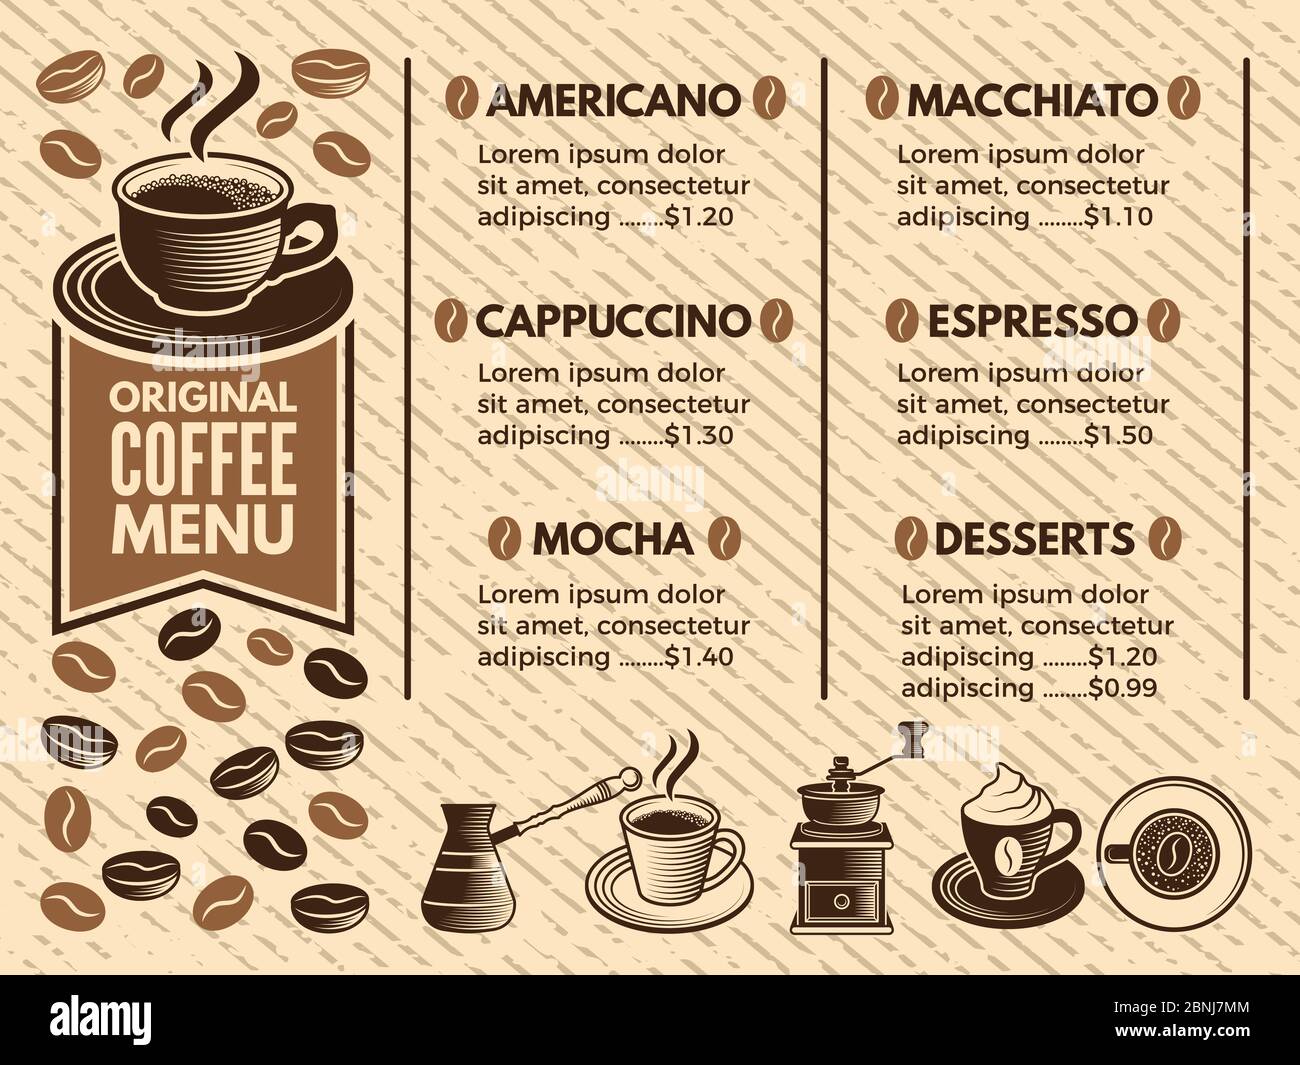 ORIGINAL
COFFEE
MENU
AMERICANO
Lorem ipsum dolor
sit amet, consectetur
adipiscing ........$1.20
CAPPUCCINO
Lorem ipsum dolor
sit amet, consectetur
adipiscing ........$1.30
MOCHA
Lorem ipsum dolor
sit amet, consectetur
adipiscing ........$1.40
MACCHIATO
Lorem ipsum dolor
sit amet, consectetur
adipiscing ........$1.10
ESPRESSO
Lorem ipsum dolor
sit amet, consectetur
adipiscing ........$1.50
DESSERTS
Lorem ipsum dolor
sit amet, consectetur
adipiscing ........$1.20
adipiscing ........$0.99
alamy
alamy
Image ID: 2BNJ7MM
www.alamy.com